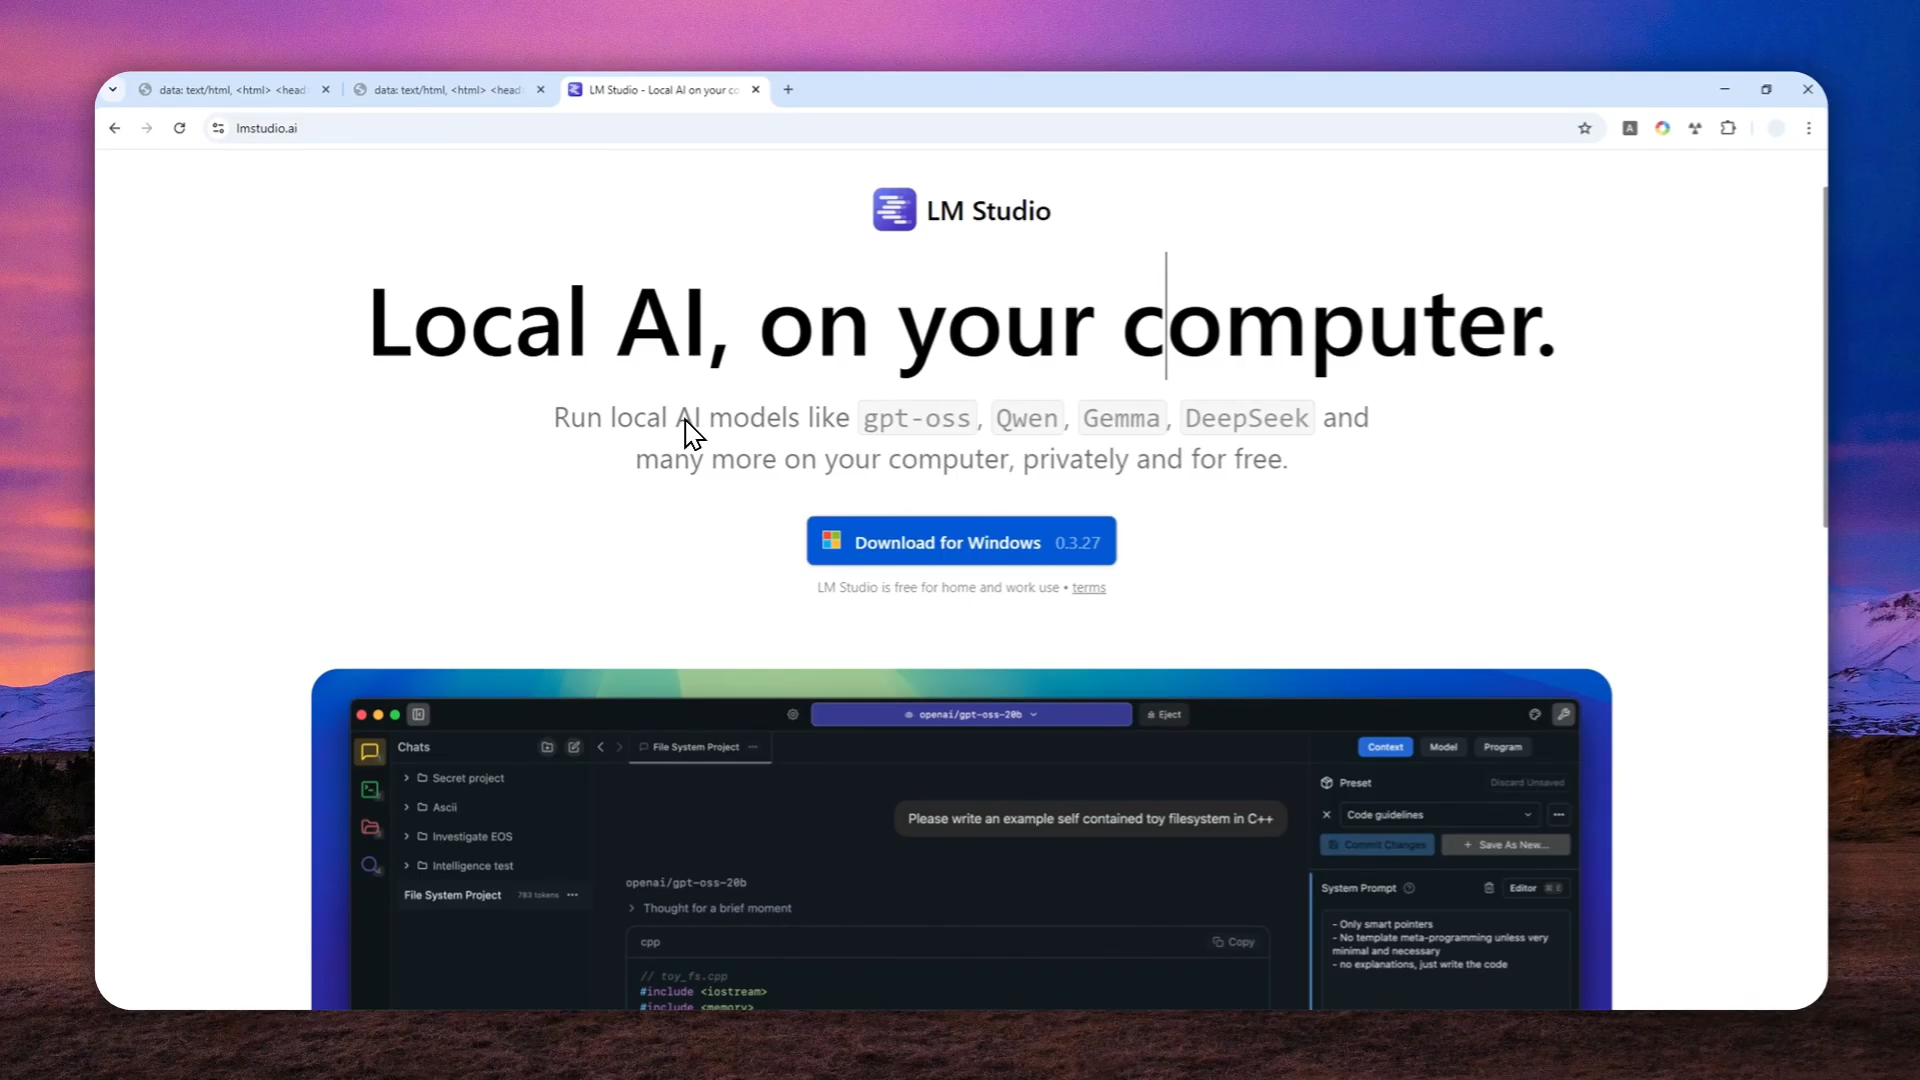 data: text/html, <html> <head
data: text/html, <html> <head
LM Studio - Local AI on your co
lmstudio.ai
LM Studio
Local AI, on your computer.
Run local AI models like gpt-oss, Qwen, Gemma, DeepSeek and
many more on your computer, privately and for free.
Download for Windows 0.3.27
LM Studio is free for home and work use • terms
openai/gpt-oss-20b
Eject
Chats
File System Project
Context Model Program
Secret project
Preset
Discard Unsaved
Ascii
Please write an example self contained toy filesystem in C++
Code guidelines
Investigate EOS
Commit Changes
+ Save As New...
Intelligence test
openai/gpt-oss-20b
System Prompt
Editor ⌘ E
File System Project 783 tokens
Thought for a brief moment
cpp
Copy
- Only smart pointers
- No template meta-programming unless very
minimal and necessary
- no explanations, just write the code
// toy_fs.cpp
#include <iostream>
#include <memory>